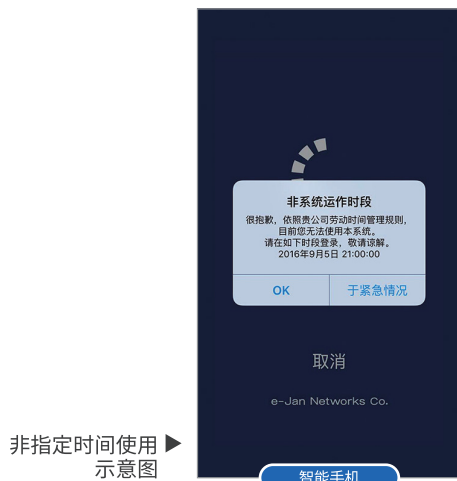 非系统运作时段
很抱歉，依照贵公司劳动时间管理规则，
目前您无法使用本系统。
请在如下时段登录，敬请谅解。
2016年9月5日 21:00:00
OK
于紧急情况
取消
e-Jan Networks Co.
非指定时间使用 ▶
示意图
智能手机